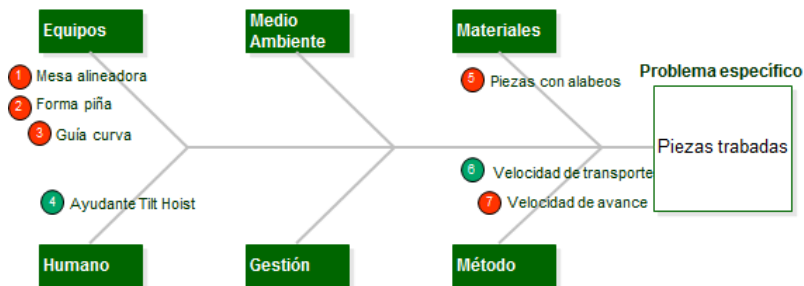 Equipos
Medio
Ambiente
Materiales
1 Mesa alineadora
2 Forma piña
3 Guía curva
5 Piezas con alabeos
Problema específico
Piezas trabadas
4 Ayudante Tilt Hoist
6 Velocidad de transporte
7 Velocidad de avance
Humano
Gestión
Método